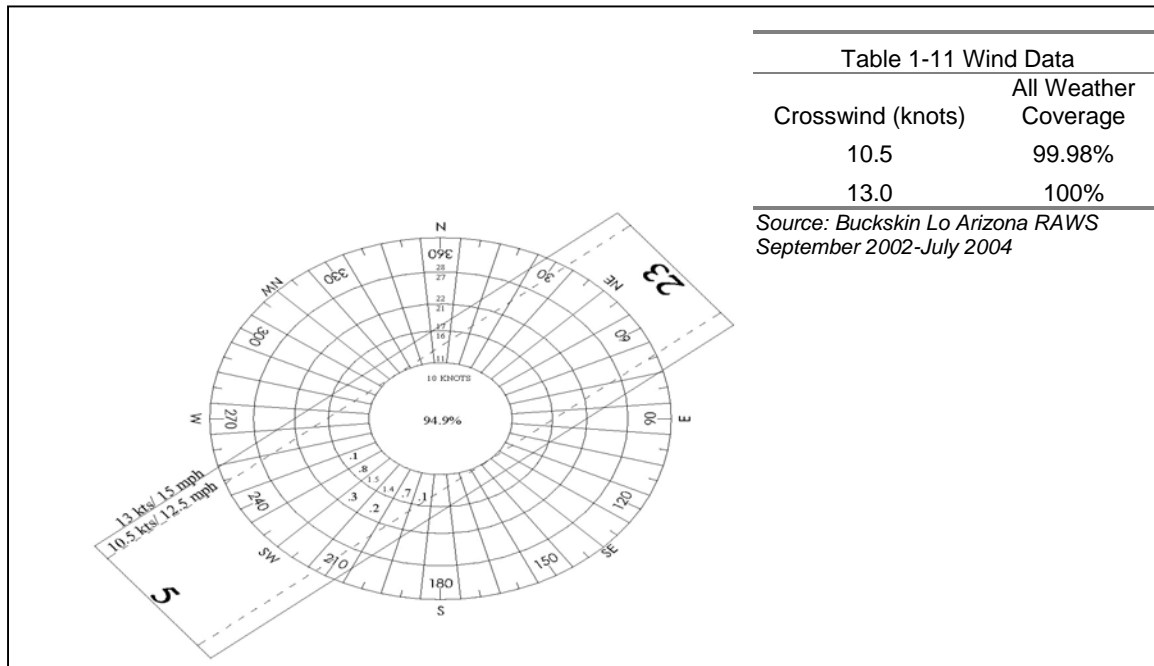 Table 1-11 Wind Data
Crosswind (knots) All Weather Coverage
10.5 99.98%
13.0 100%
Source: Buckskin Lo Arizona RAWS
September 2002-July 2004
N
360
28
27
22
21
17
16
11
10 KNOTS
94.9%
30
NE
60
90
E
120
SE
150
180
S
210
SW
240
270
W
300
NW
330
.1
.8
1.5
1.4
.7
.1
.3
.2
23
13 kts/ 15 mph
10.5 kts/ 12.5 mph
5